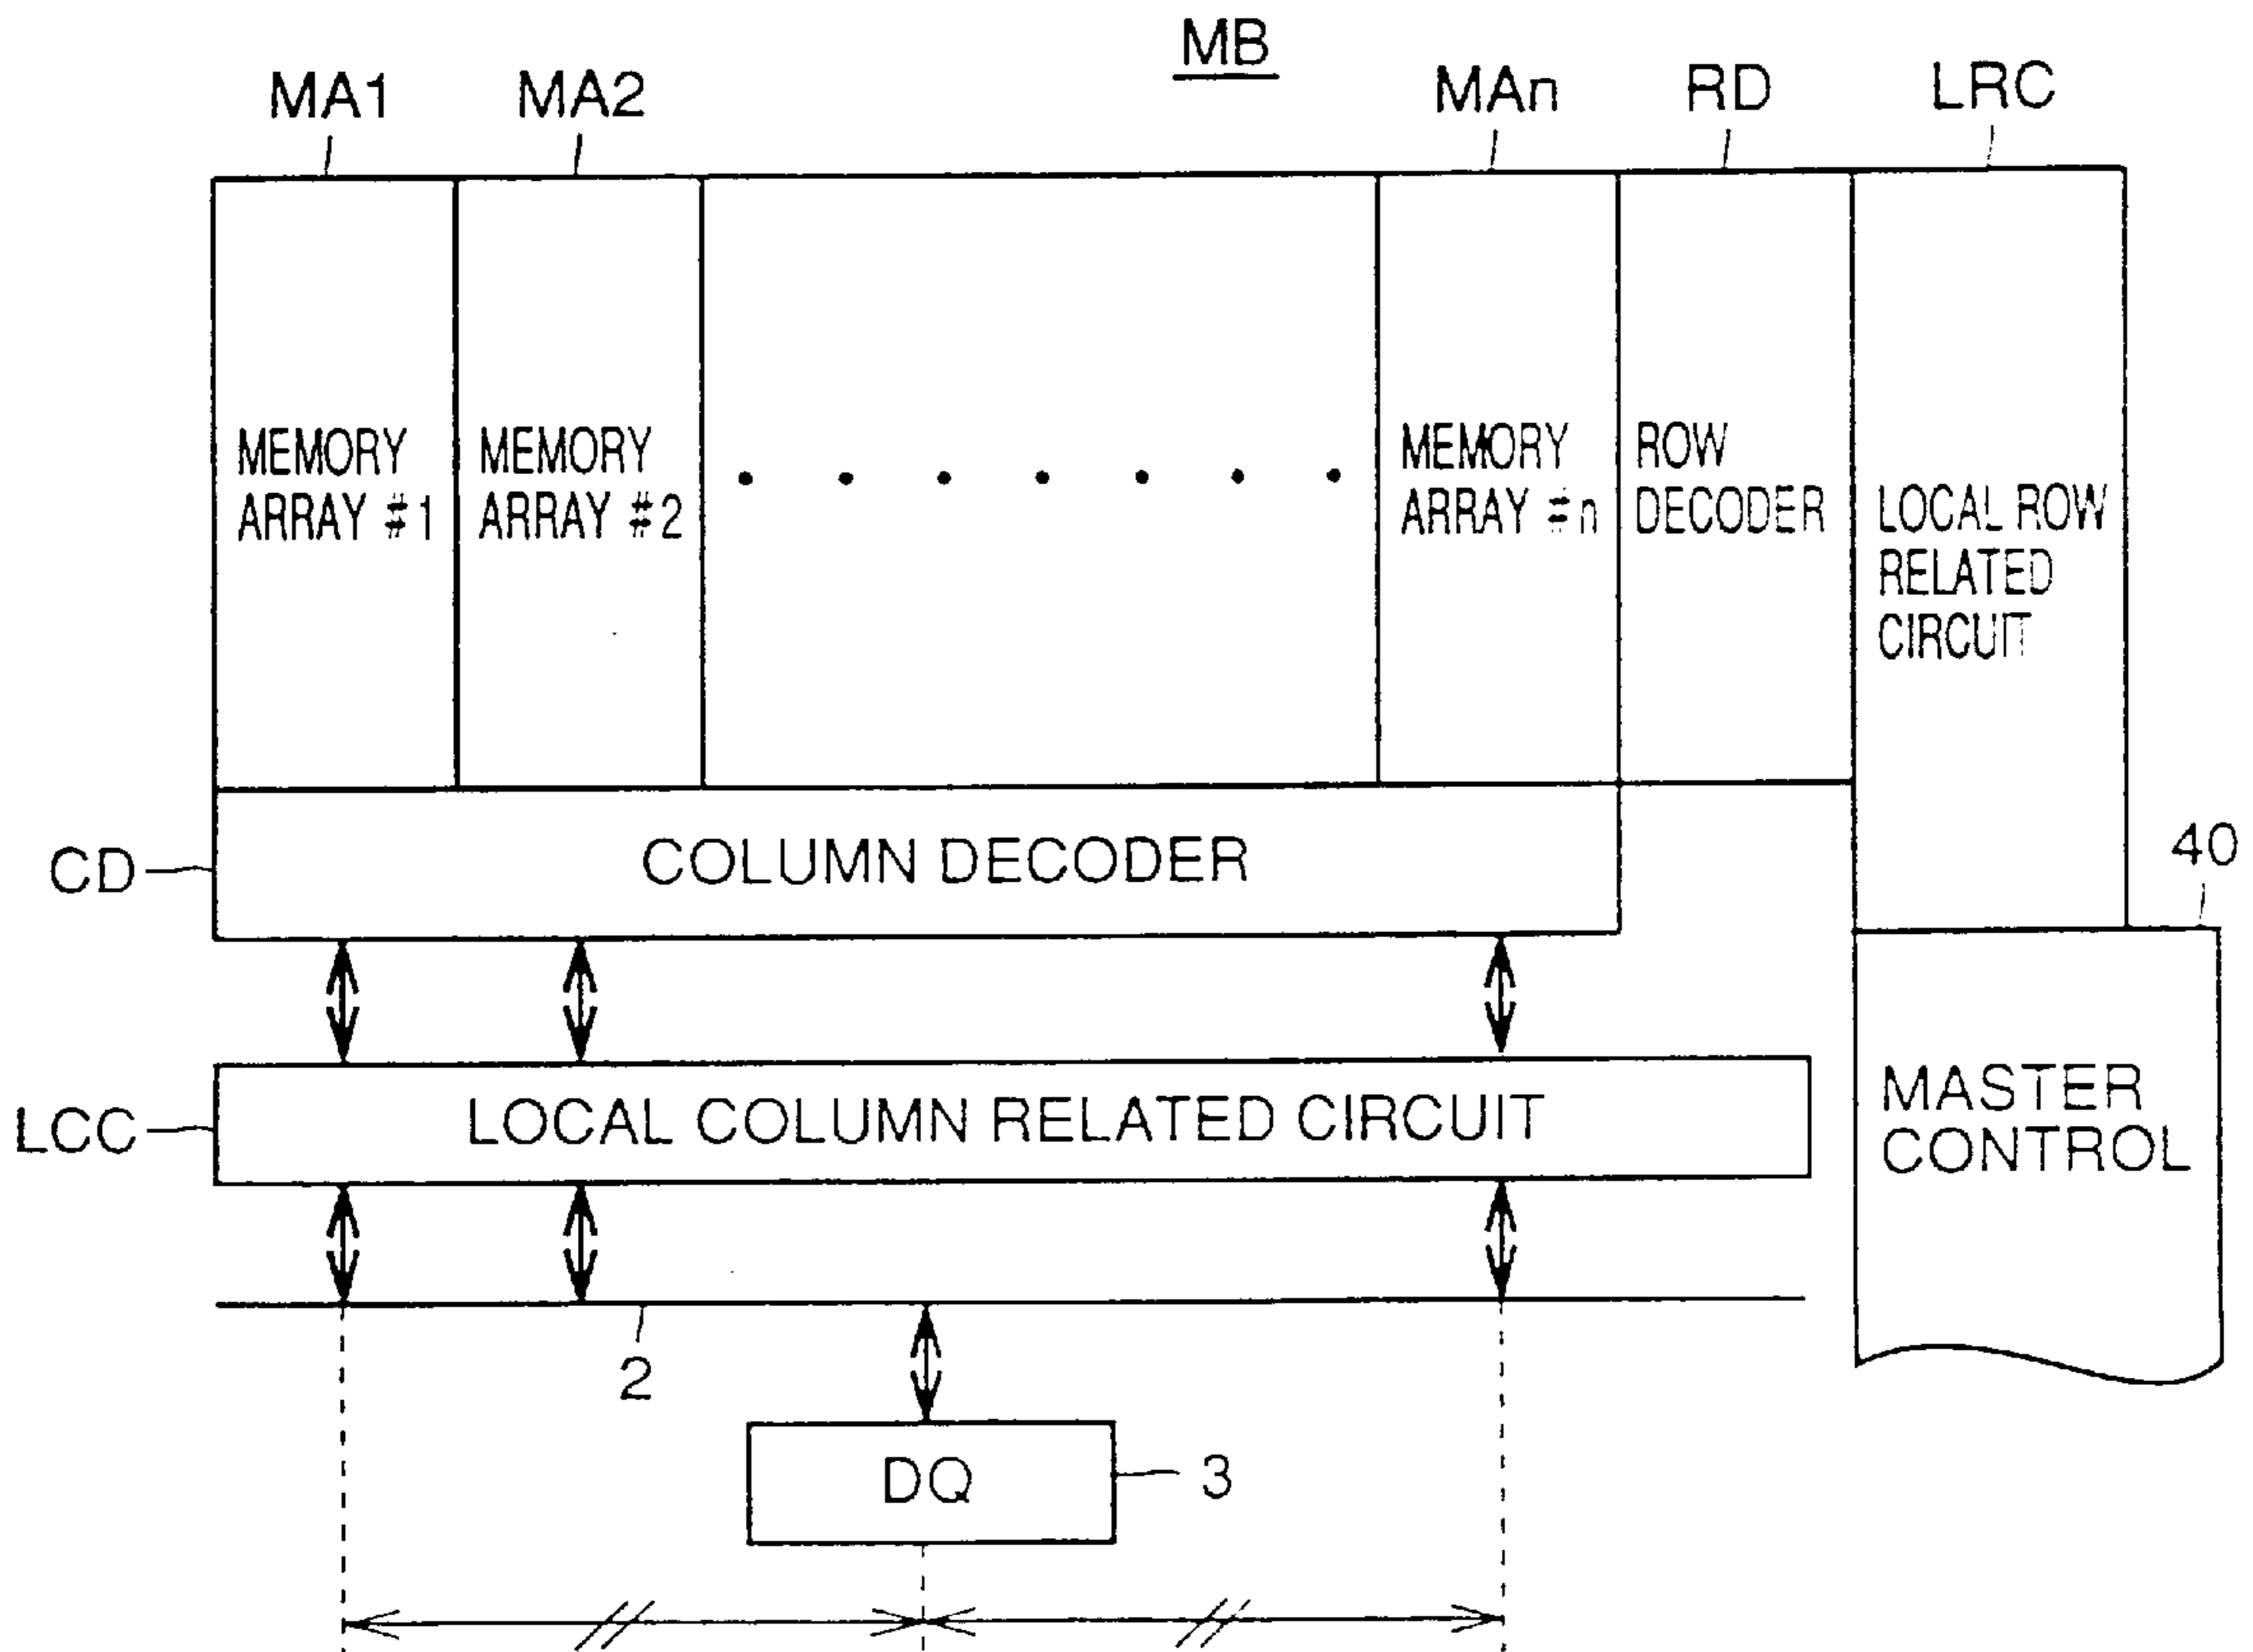 MB
MA1 MA2 MAn RD LRC
MEMORY
ARRAY #1
MEMORY
ARRAY #2
MEMORY
ARRAY #n
ROW
DECODER
LOCAL ROW
RELATED
CIRCUIT
CD
COLUMN DECODER
40
LCC
LOCAL COLUMN RELATED CIRCUIT
MASTER
CONTROL
2
DQ
3